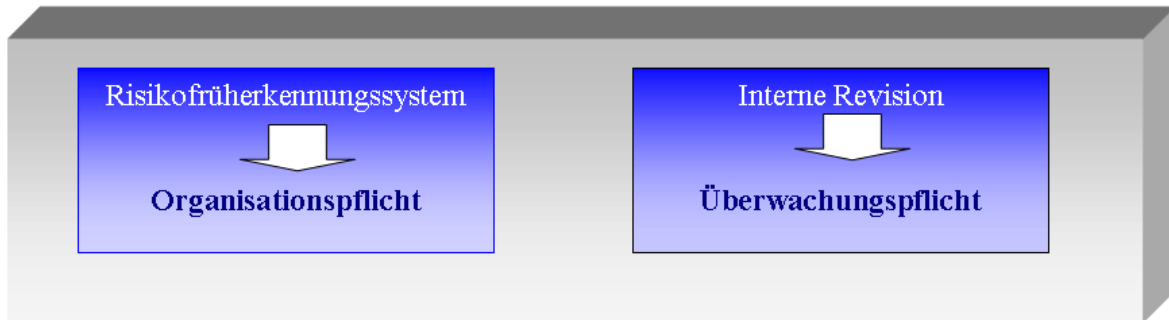 Risikofrüherkennungssystem
Organisationspflicht
Interne Revision
Überwachungspflicht